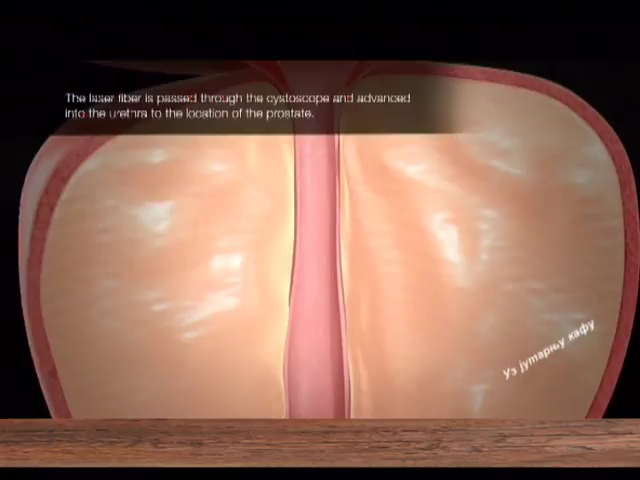 The laser fiber is passed through the cystoscope and advanced
into the urethra to the location of the prostate.
Уз јутарњу кафу